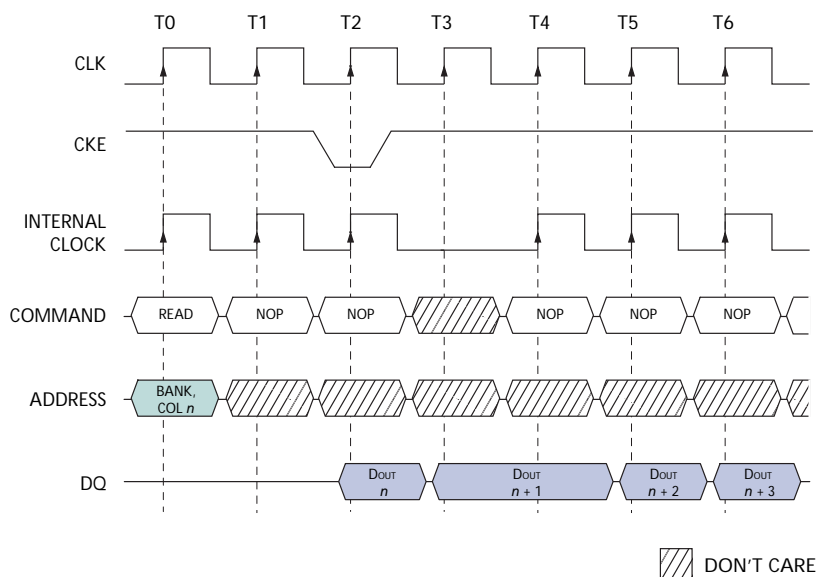 T0 T1 T2 T3 T4 T5 T6
CLK
CKE
INTERNAL
CLOCK
COMMAND READ NOP NOP NOP NOP NOP
ADDRESS
BANK,
COL n
DQ
DOUT
n
DOUT
n + 1
DOUT
n + 2
DOUT
n + 3
DON'T CARE